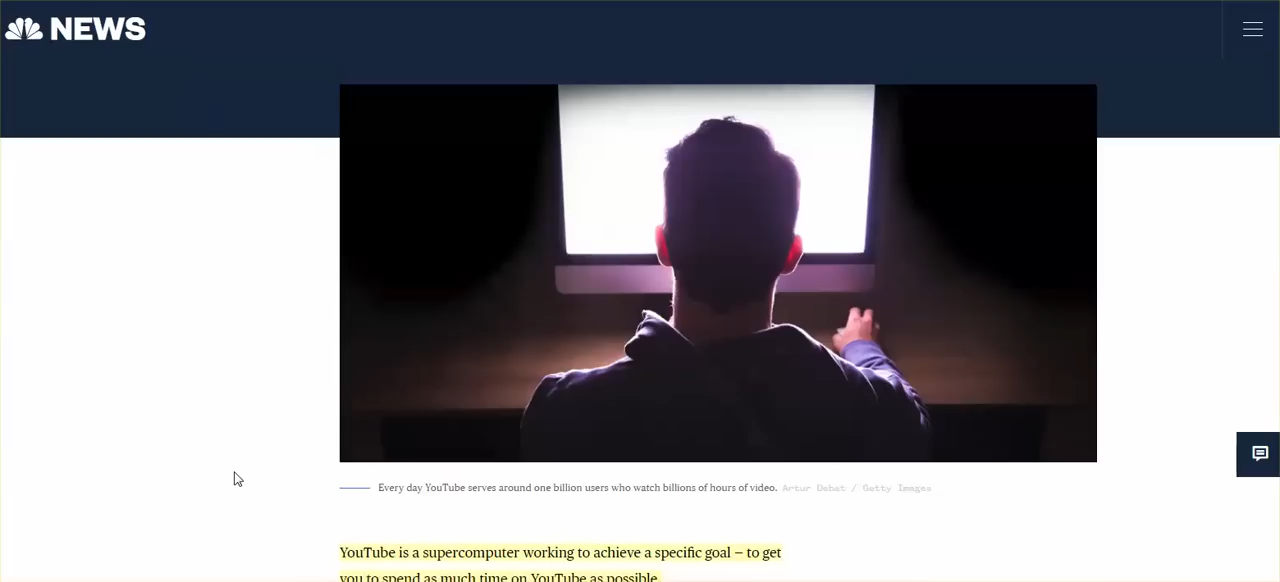 NEWS
Every day YouTube serves around one billion users who watch billions of hours of video. Artur Debat / Getty Images
YouTube is a supercomputer working to achieve a specific goal — to get
you to spend as much time on YouTube as possible.